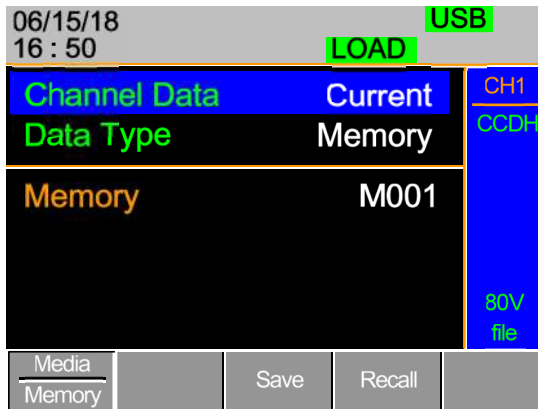 06/15/18 USB
16 : 50 LOAD
Channel Data Current
Data Type Memory
Memory M001
CH1
CCDH
80V
file
Media
Memory
Save
Recall